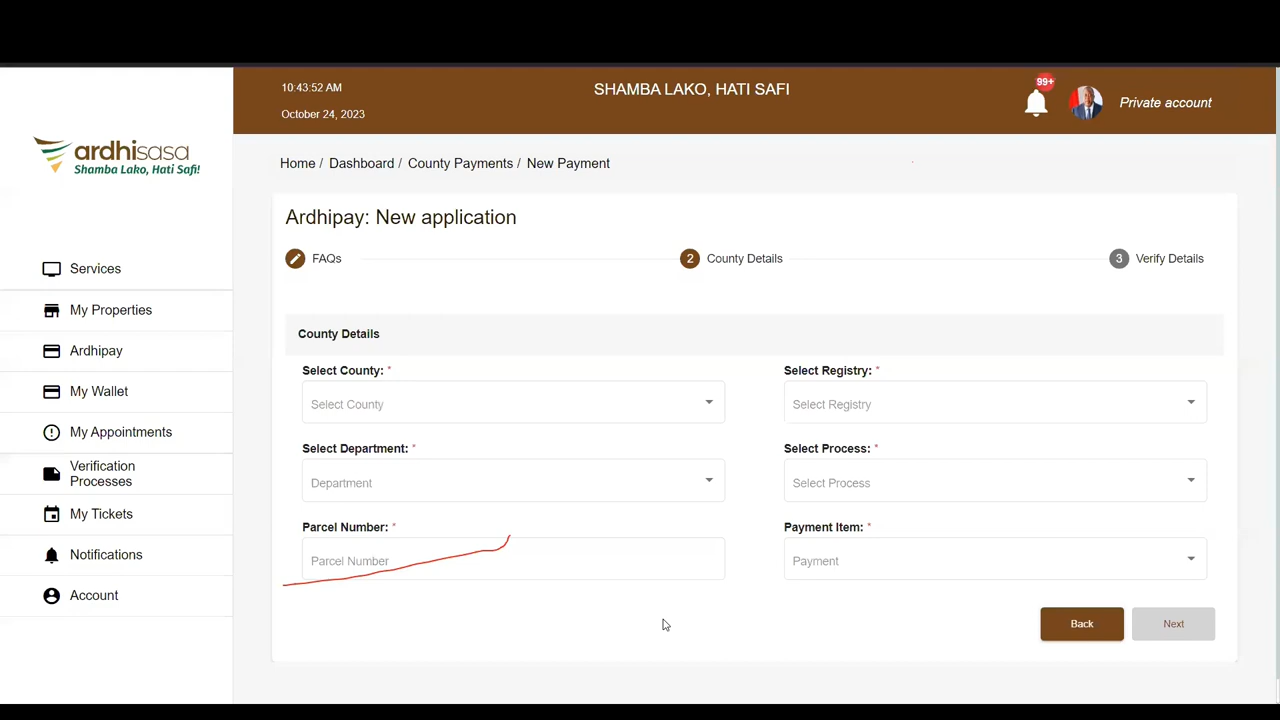 10:43:52 AM
October 24, 2023
SHAMBA LAKO, HATI SAFI
99+
Private account
ardhisasa
Shamba Lako, Hati Safi!
Home / Dashboard / County Payments / New Payment
Services
My Properties
Ardhipay
My Wallet
My Appointments
Verification
Processes
My Tickets
Notifications
Account
Ardhipay: New application
FAQs
2 County Details
3 Verify Details
County Details
Select County: *
Select County
Select Registry: *
Select Registry
Select Department: *
Department
Select Process: *
Select Process
Parcel Number: *
Parcel Number
Payment Item: *
Payment
Back
Next